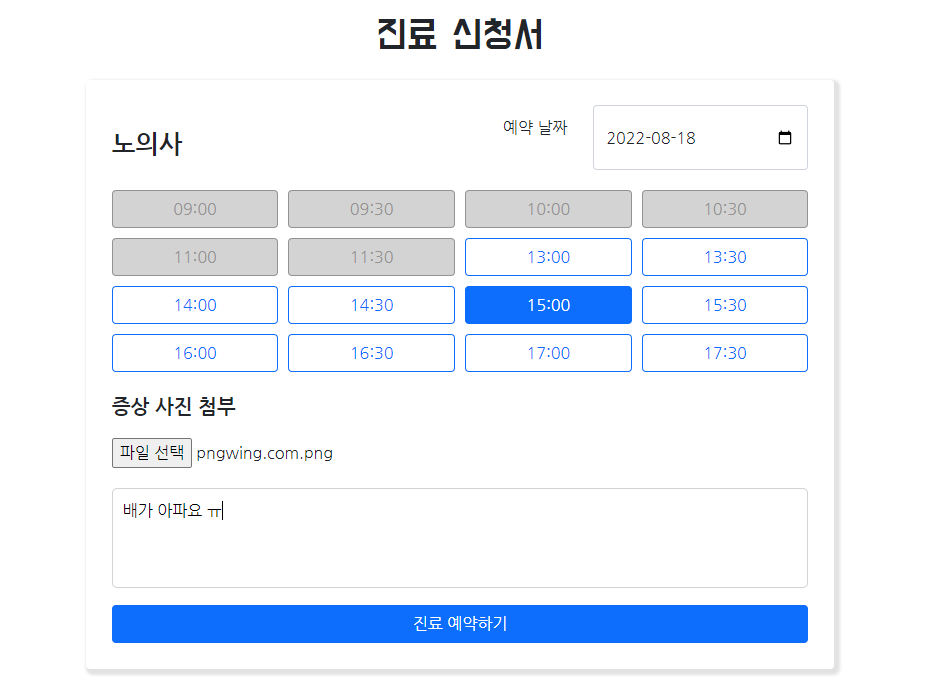 진료 신청서
노의사
예약 날짜
2022-08-18
09:00 09:30 10:00 10:30
11:00 11:30 13:00 13:30
14:00 14:30 15:00 15:30
16:00 16:30 17:00 17:30
증상 사진 첨부
파일 선택 pngwing.com.png
배가 아파요 ㅠ
진료 예약하기